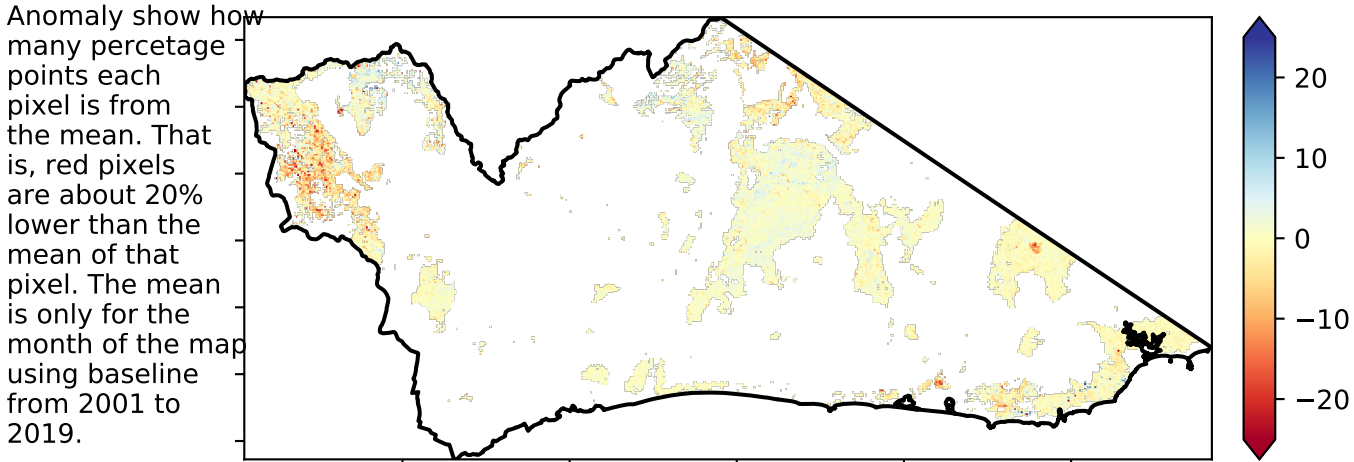 Anomaly show how
many percetage
points each
pixel is from
the mean. That
is, red pixels
are about 20%
lower than the
mean of that
pixel. The mean
is only for the
month of the map
using baseline
from 2001 to
2019.
20
10
0
−10
−20